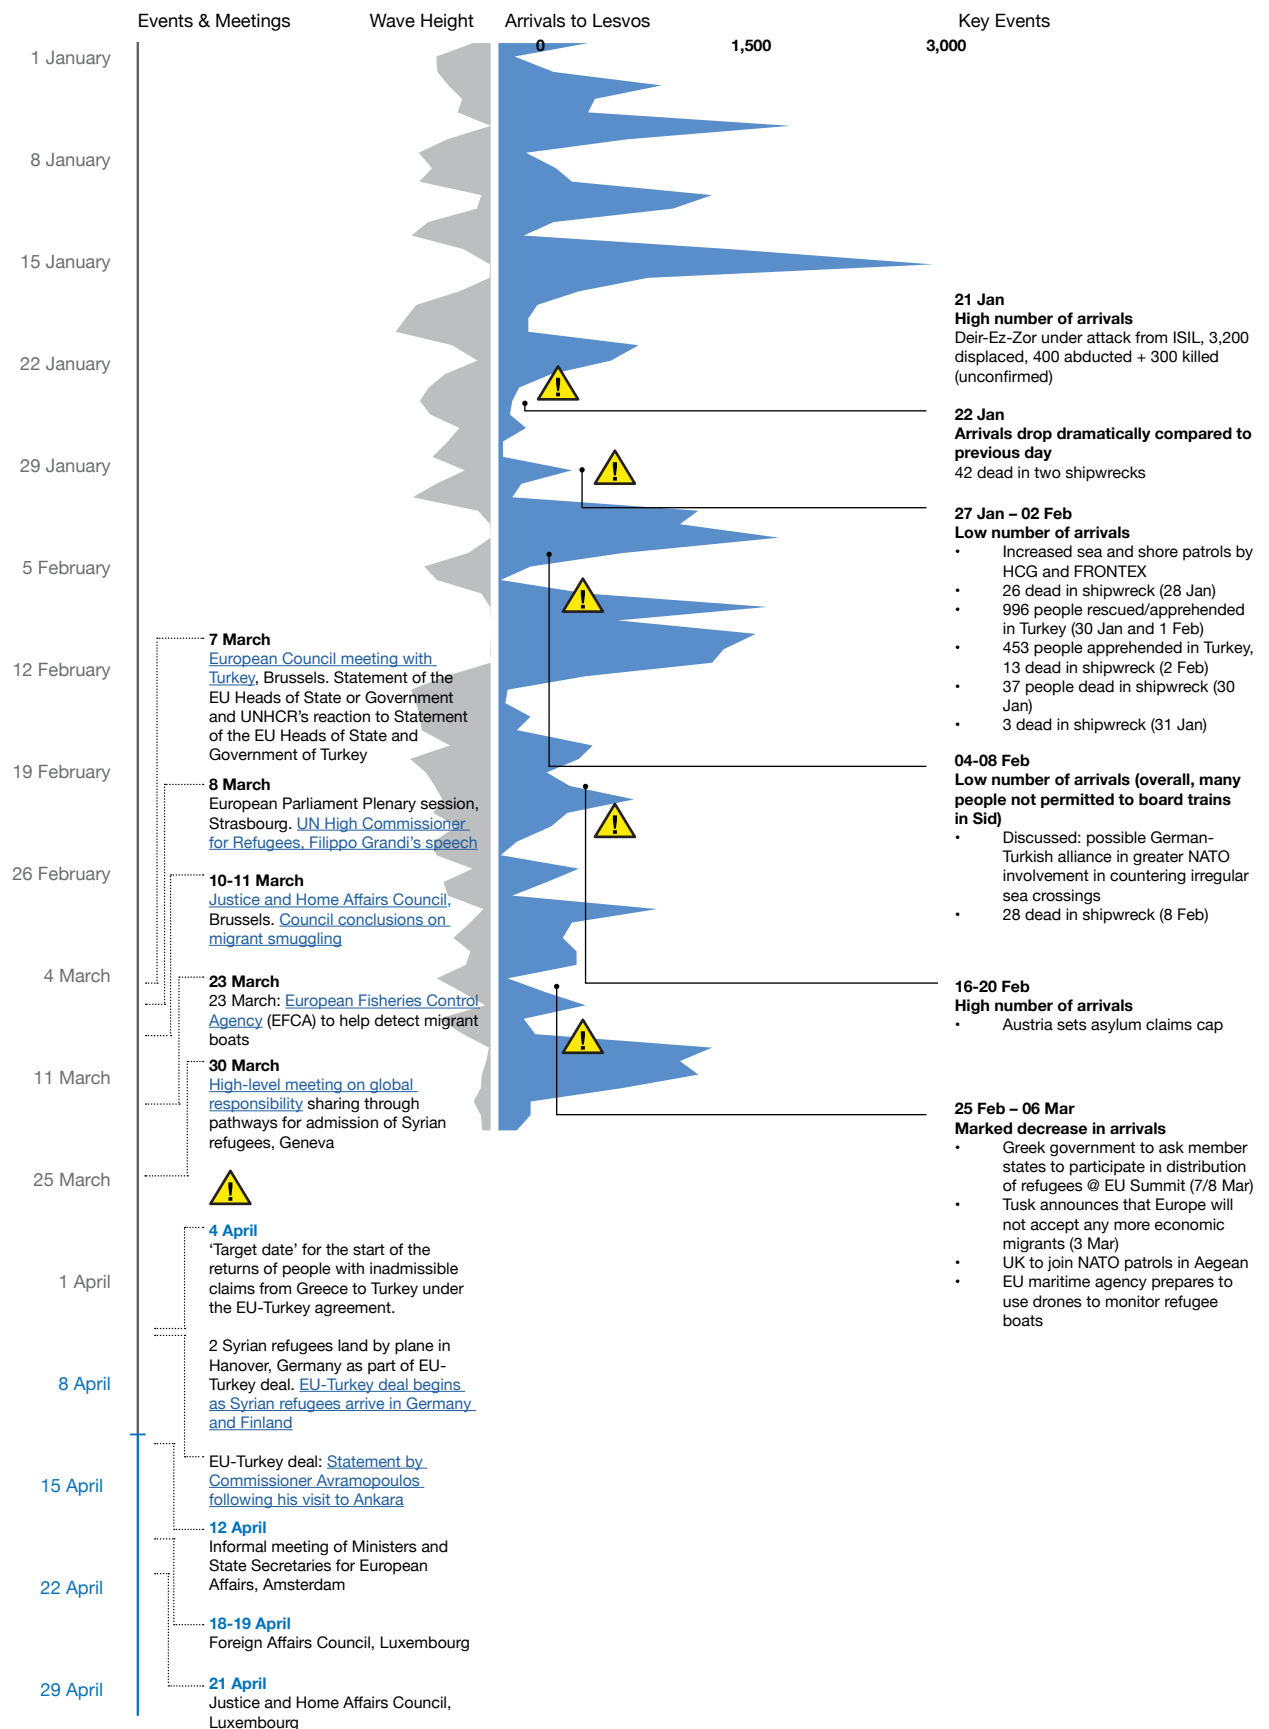 Events & Meetings
Wave Height
Arrivals to Lesvos
Key Events
0
1,500
3,000
1 January
8 January
15 January
22 January
29 January
5 February
12 February
19 February
26 February
4 March
11 March
25 March
1 April
8 April
15 April
22 April
29 April
7 March
European Council meeting with
Turkey, Brussels. Statement of the
EU Heads of State or Government
and UNHCR's reaction to Statement
of the EU Heads of State and
Government of Turkey
8 March
European Parliament Plenary session,
Strasbourg. UN High Commissioner
for Refugees, Filippo Grandi's speech
10-11 March
Justice and Home Affairs Council,
Brussels. Council conclusions on
migrant smuggling
23 March
23 March: European Fisheries Control
Agency (EFCA) to help detect migrant
boats
30 March
High-level meeting on global
responsibility sharing through
pathways for admission of Syrian
refugees, Geneva
!
4 April
‘Target date’ for the start of the
returns of people with inadmissible
claims from Greece to Turkey under
the EU-Turkey agreement.
2 Syrian refugees land by plane in
Hanover, Germany as part of EU-
Turkey deal. EU-Turkey deal begins
as Syrian refugees arrive in Germany
and Finland
EU-Turkey deal: Statement by
Commissioner Avramopoulos
following his visit to Ankara
12 April
Informal meeting of Ministers and
State Secretaries for European
Affairs, Amsterdam
18-19 April
Foreign Affairs Council, Luxembourg
21 April
Justice and Home Affairs Council,
Luxembourg
!
!
!
!
!
21 Jan
High number of arrivals
Deir-Ez-Zor under attack from ISIL, 3,200
displaced, 400 abducted + 300 killed
(unconfirmed)
22 Jan
Arrivals drop dramatically compared to
previous day
42 dead in two shipwrecks
27 Jan – 02 Feb
Low number of arrivals
• Increased sea and shore patrols by
HCG and FRONTEX
• 26 dead in shipwreck (28 Jan)
• 996 people rescued/apprehended
in Turkey (30 Jan and 1 Feb)
• 453 people apprehended in Turkey,
13 dead in shipwreck (2 Feb)
• 37 people dead in shipwreck (30
Jan)
• 3 dead in shipwreck (31 Jan)
04-08 Feb
Low number of arrivals (overall, many
people not permitted to board trains
in Sid)
• Discussed: possible German-
Turkish alliance in greater NATO
involvement in countering irregular
sea crossings
• 28 dead in shipwreck (8 Feb)
16-20 Feb
High number of arrivals
• Austria sets asylum claims cap
25 Feb – 06 Mar
Marked decrease in arrivals
• Greek government to ask member
states to participate in distribution
of refugees @ EU Summit (7/8 Mar)
• Tusk announces that Europe will
not accept any more economic
migrants (3 Mar)
• UK to join NATO patrols in Aegean
• EU maritime agency prepares to
use drones to monitor refugee
boats